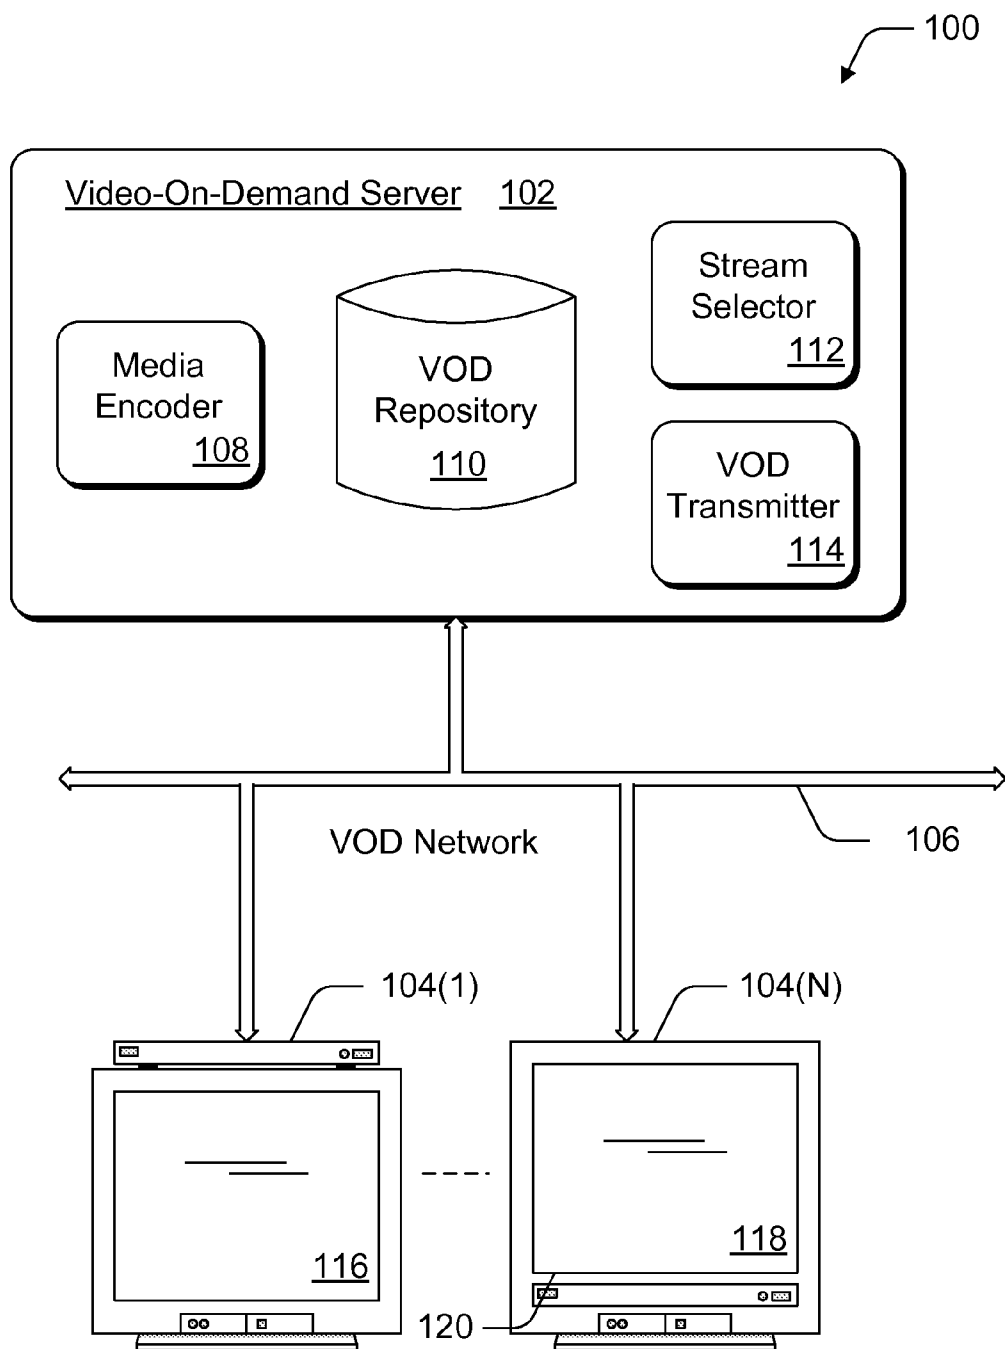 100
Video-On-Demand Server 102
Media
Encoder
108
VOD
Repository
110
Stream
Selector
112
VOD
Transmitter
114
VOD Network
106
104(1)
104(N)
116
118
120